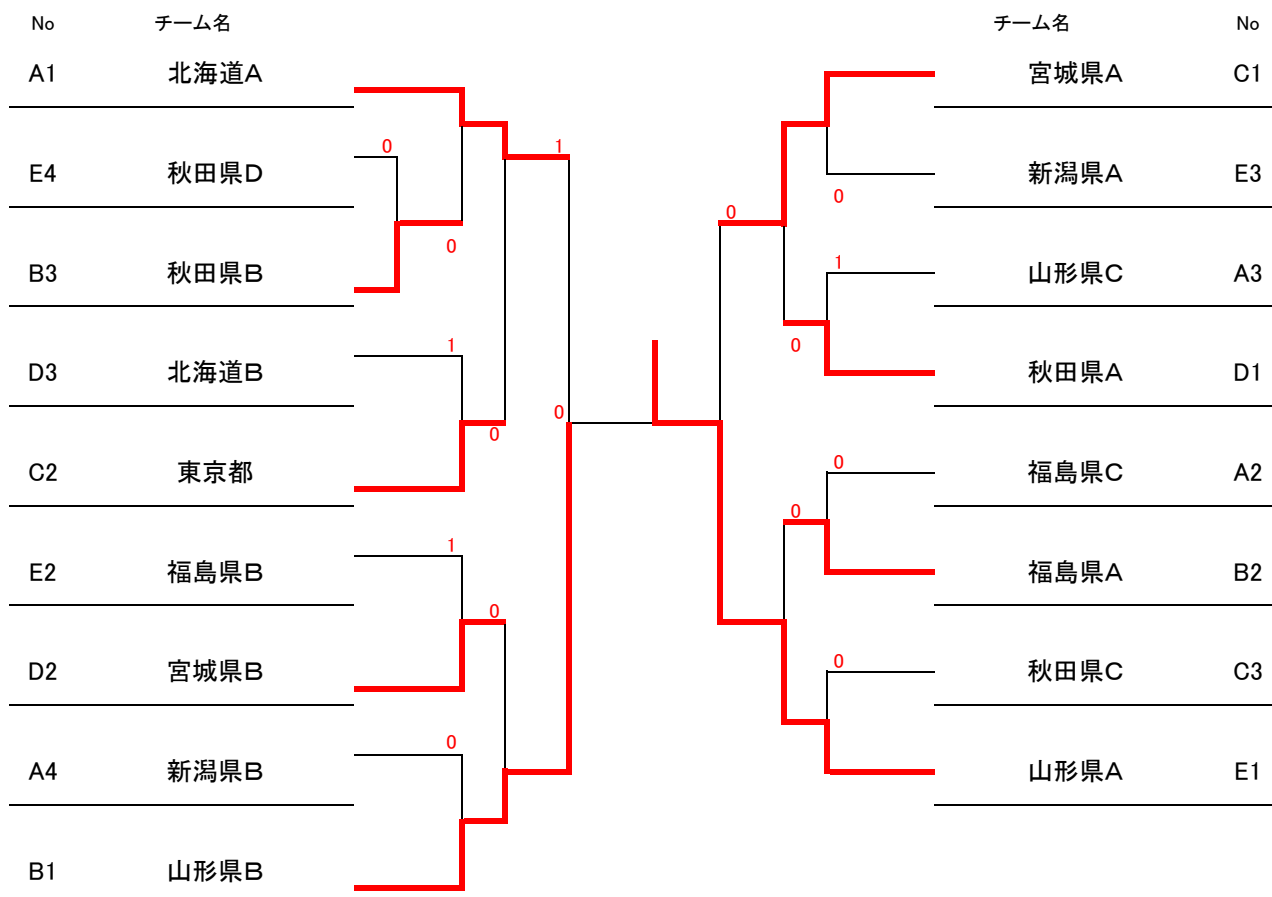 No チーム名 チーム名 No
A1 北海道A 宮城県A C1
0 1
E4 秋田県D 新潟県A E3
0 0
0
B3 秋田県B 1 山形県C A3
1 0
D3 北海道B 秋田県A D1
0
0
C2 東京都 0 福島県C A2
0
1
E2 福島県B 福島県A B2
0
D2 宮城県B 0 秋田県C C3
0
A4 新潟県B 山形県A E1
B1 山形県B